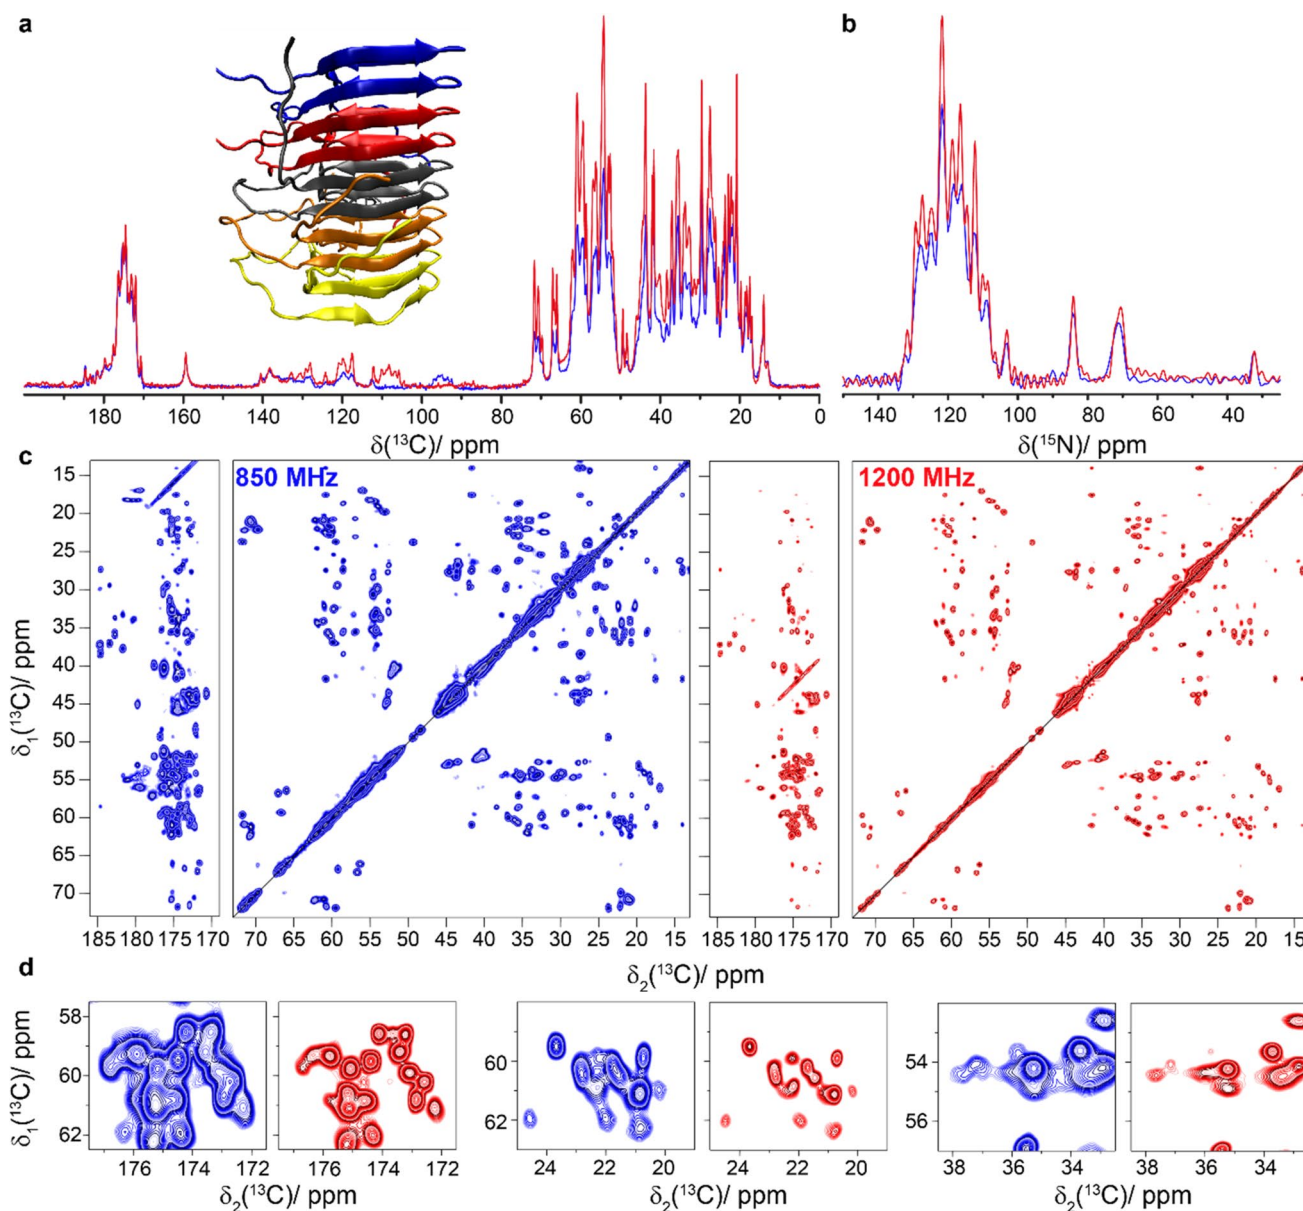 a
b
180 160 140 120 100 80 60 40 20 0
140 120 100 80 60 40
δ(¹³C)/ ppm
δ(¹⁵N)/ ppm
c
850 MHz
1200 MHz
15
20
25
30
35
40
45
50
55
60
65
70
δ₁(¹³C)/ ppm
185 180 175 170
70 65 60 55 50 45 40 35 30 25 20 15
185 180 175 170
70 65 60 55 50 45 40 35 30 25 20 15
δ₂(¹³C)/ ppm
d
58
60
62
δ₁(¹³C)/ ppm
176 174 172
176 174 172
δ₂(¹³C)/ ppm
60
62
24 22 20
24 22 20
δ₂(¹³C)/ ppm
54
56
38 36 34
38 36 34
δ₂(¹³C)/ ppm